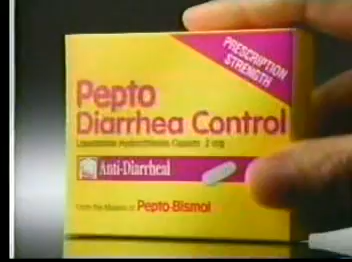 PRESCRIPTION
STRENGTH
Pepto
Diarrhea Control
Loperamide Hydrochloride Caplets 2 mg
Anti-Diarrheal
From the Makers of Pepto-Bismol